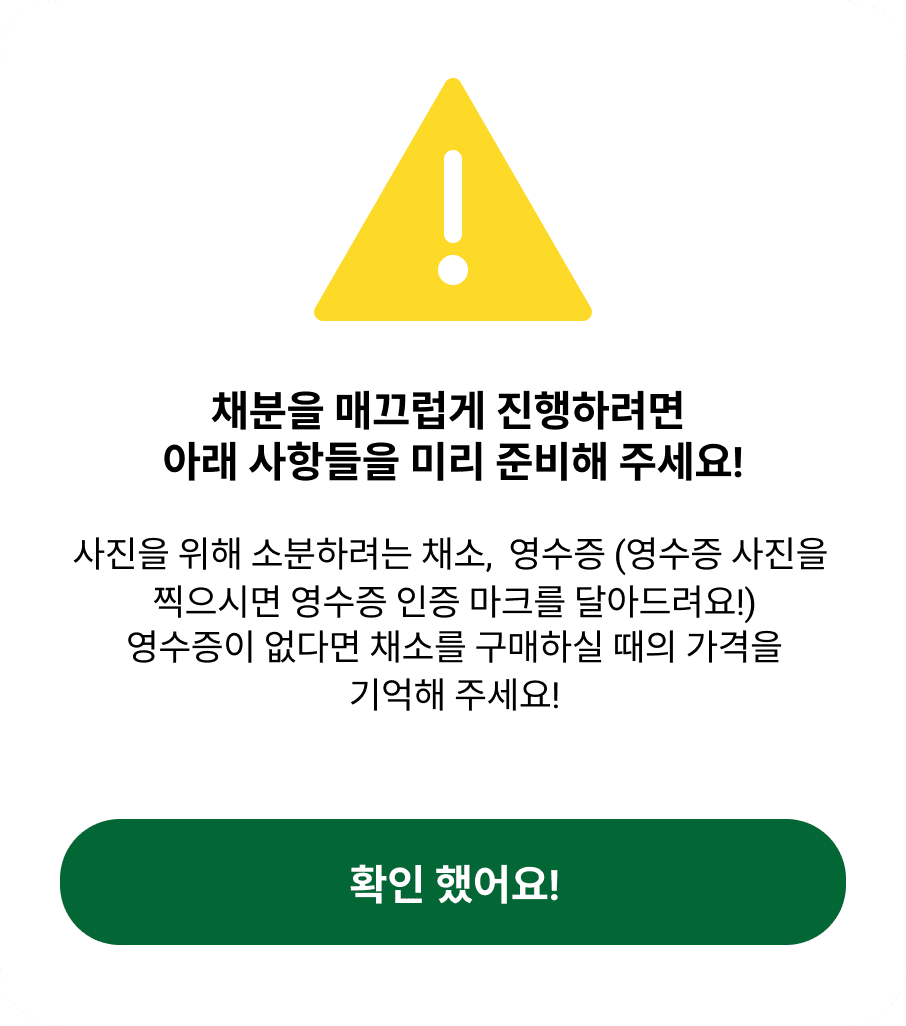 채분을 매끄럽게 진행하려면
아래 사항들을 미리 준비해 주세요!
사진을 위해 소분하려는 채소,  영수증 (영수증 사진을
찍으시면 영수증 인증 마크를 달아드려요!)
영수증이 없다면 채소를 구매하실 때의 가격을
기억해 주세요!
확인 했어요!